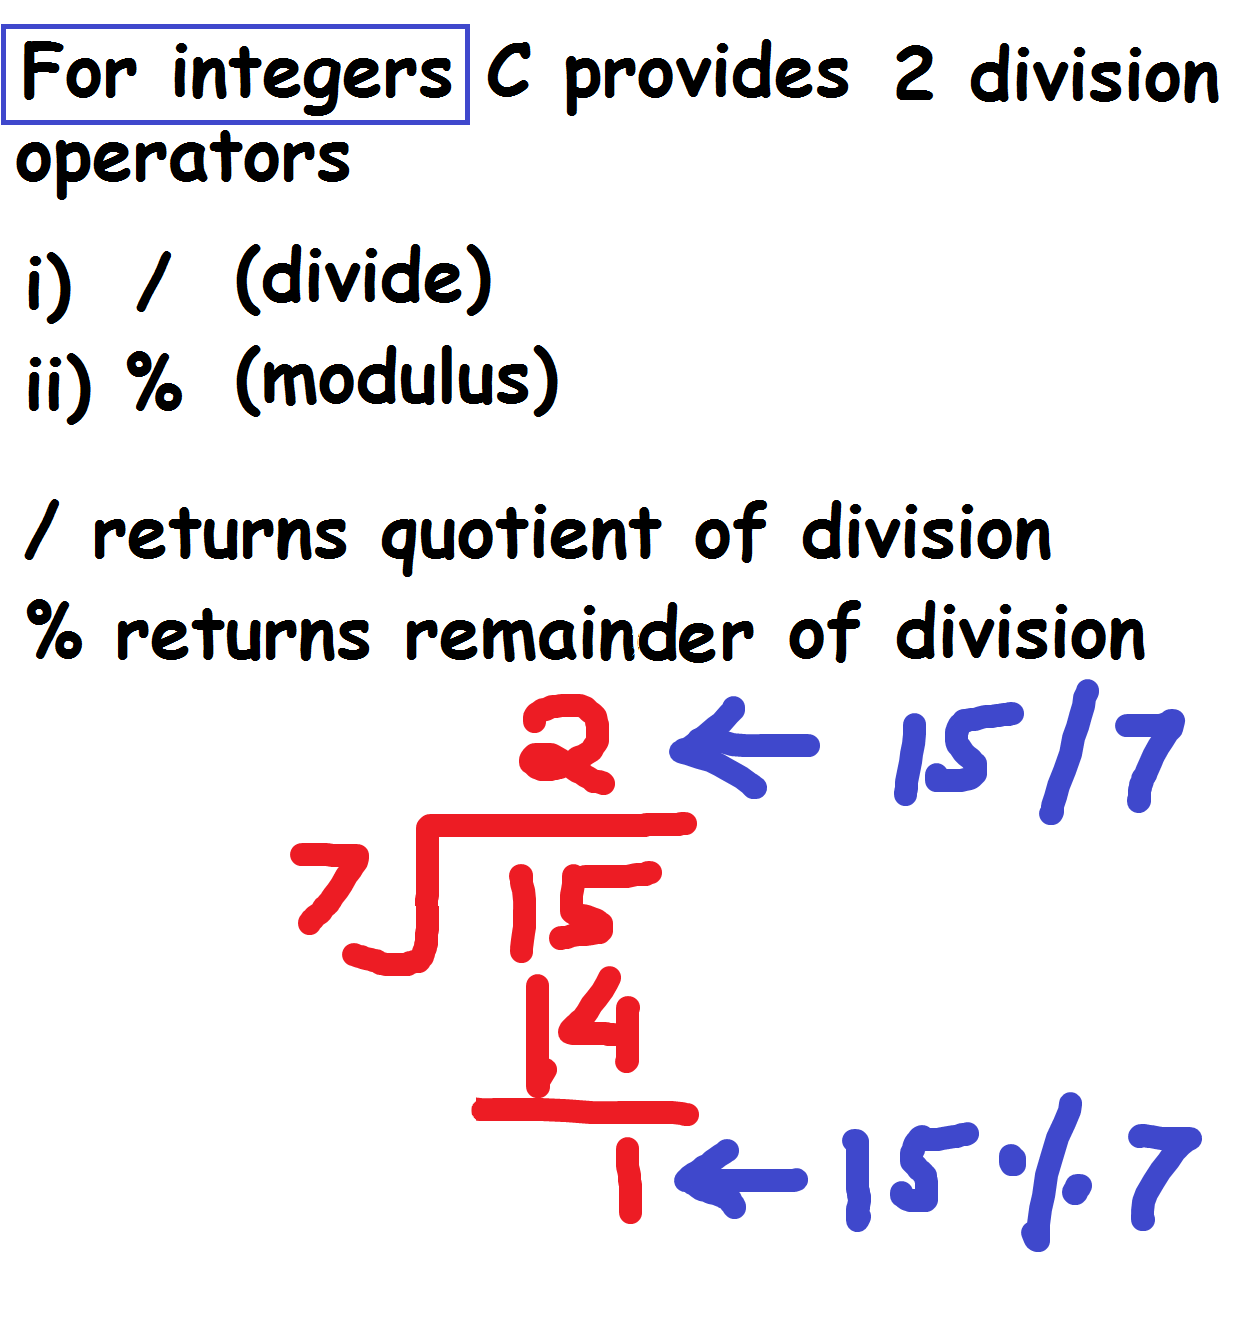 For integers C provides 2 division
operators
i) / (divide)
ii) % (modulus)
/ returns quotient of division
% returns remainder of division
2 ← 15/7
7 15
14
1 ← 15%7